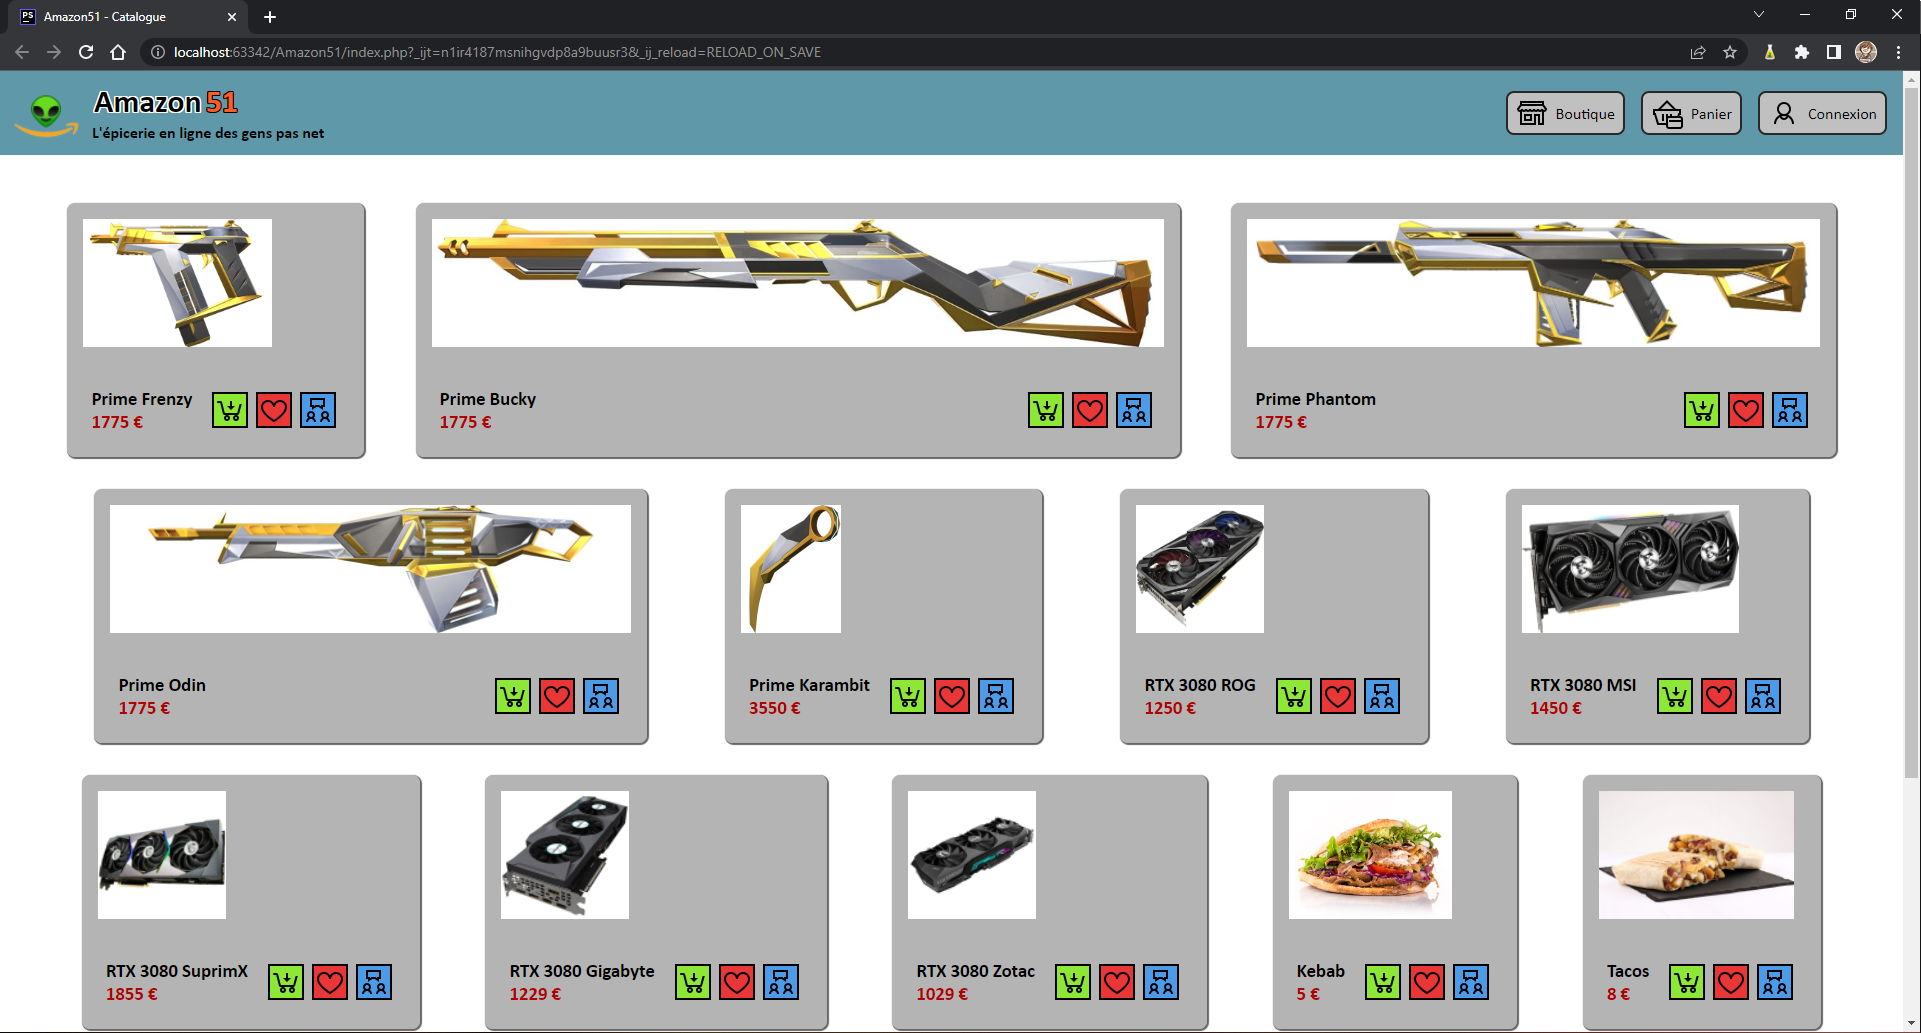 Amazon51 - Catalogue
localhost:63342/Amazon51/index.php?_ijt=n1ir4187msnihgvdp8a9buusr3&_ij_reload=RELOAD_ON_SAVE
Amazon 51
L'épicerie en ligne des gens pas net
Boutique
Panier
Connexion
Prime Frenzy
1775 €
Prime Bucky
1775 €
Prime Phantom
1775 €
Prime Odin
1775 €
Prime Karambit
3550 €
RTX 3080 ROG
1250 €
RTX 3080 MSI
1450 €
RTX 3080 SuprimX
1855 €
RTX 3080 Gigabyte
1229 €
RTX 3080 Zotac
1029 €
Kebab
5 €
Tacos
8 €